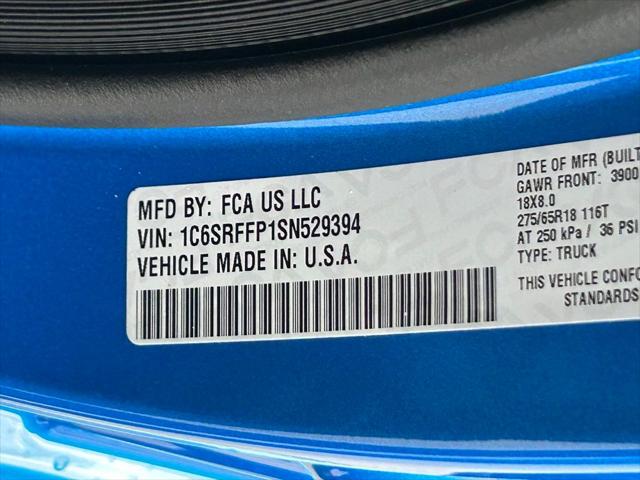 MFD BY: FCA US LLC
VIN: 1C6SRFFP1SN529394
VEHICLE MADE IN: U.S.A.
DATE OF MFR (BUILT
GAWR FRONT: 3900
18X8.0
275/65R18 116T
AT 250 kPa / 36 PSI
TYPE: TRUCK
THIS VEHICLE CONFO
STANDARDS